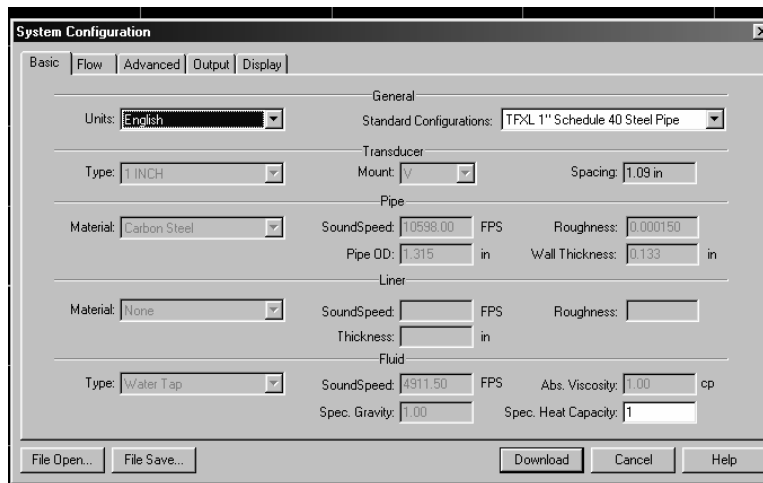 System Configuration
Basic Flow Advanced Output Display
General
Units: English Standard Configurations: TFXL 1" Schedule 40 Steel Pipe
Transducer
Type: 1 INCH Mount: V Spacing: 1.09 in
Pipe
Material: Carbon Steel SoundSpeed: 10598.00 FPS Roughness: 0.000150
Pipe OD: 1.315 in Wall Thickness: 0.133 in
Liner
Material: None SoundSpeed: FPS Roughness:
Thickness: in
Fluid
Type: Water Tap SoundSpeed: 4911.50 FPS Abs. Viscosity: 1.00 cp
Spec. Gravity: 1.00 Spec. Heat Capacity: 1
File Open... File Save... Download Cancel Help